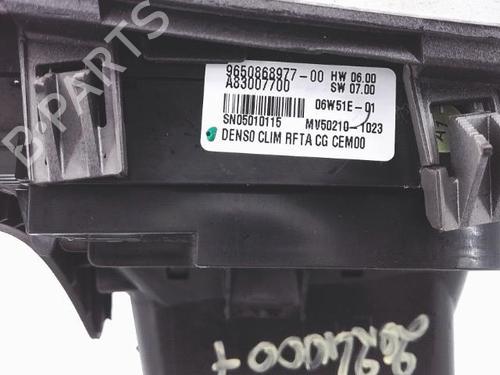 B-PARTS
9650868977-00 HW 06.00
A83007700 SW 07.00
06W51E-01
SN05010115 MV50210-1023
DENSO CLIM RFTA CG CEM00